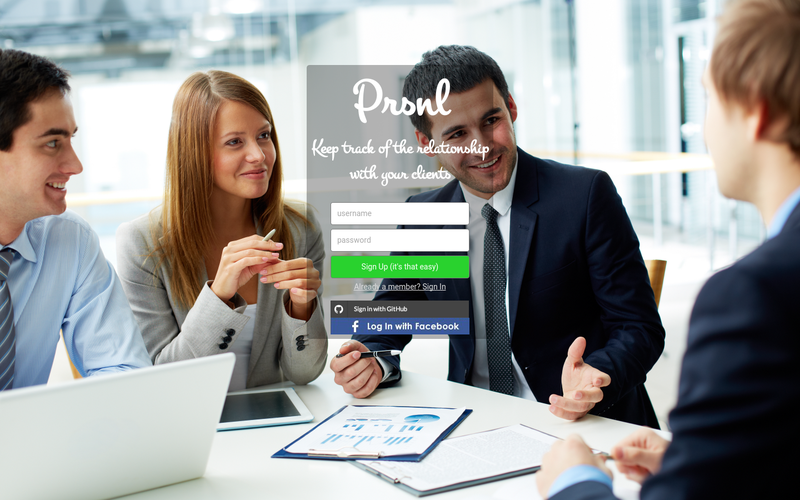 Prsnl
Keep track of the relationship
with your clients
username
password
Sign Up (it's that easy)
Already a member? Sign In
Sign in with GitHub
f Log In with Facebook